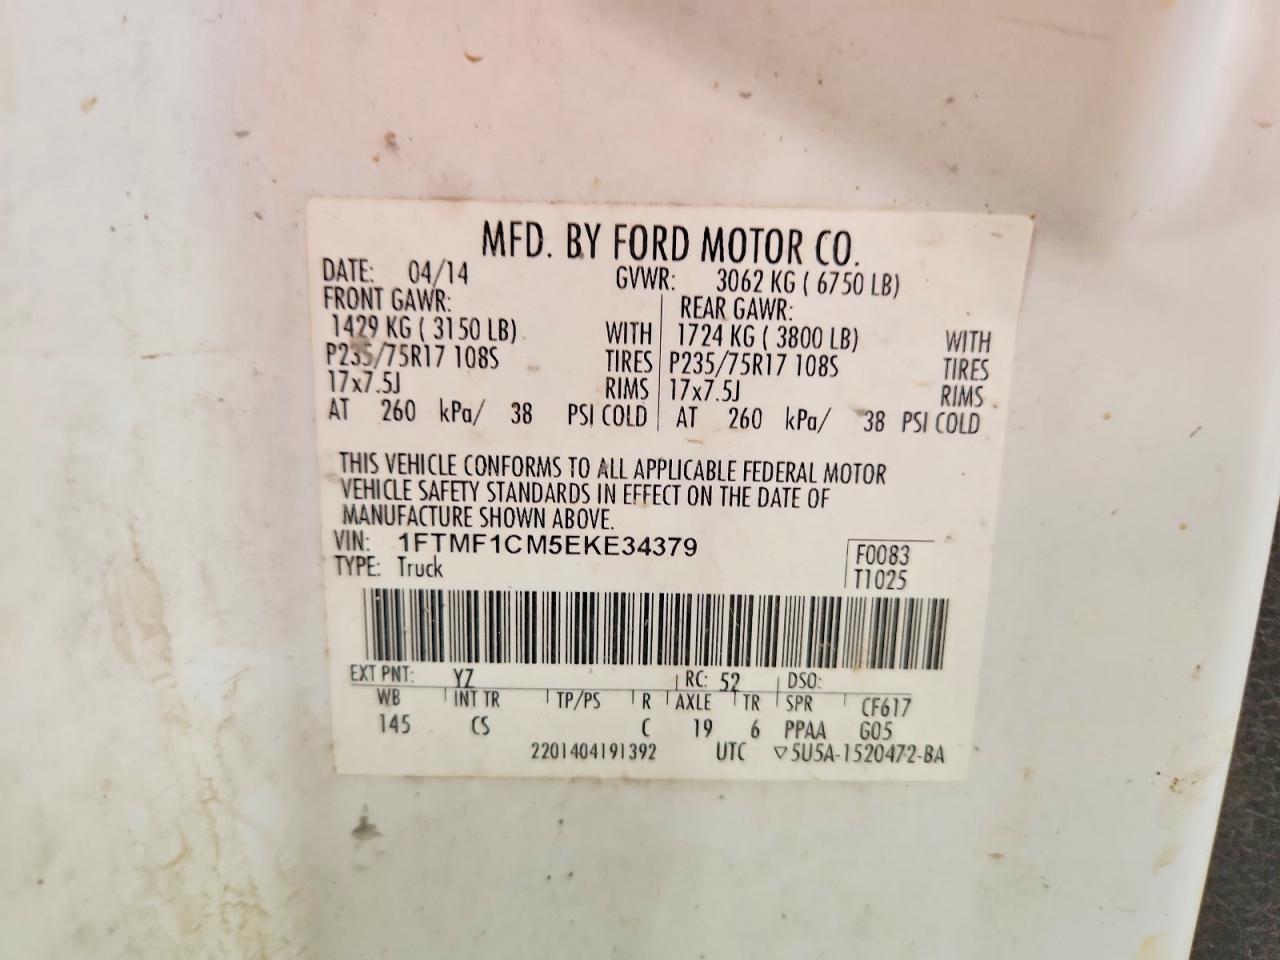 MFD. BY FORD MOTOR CO.
DATE: 04/14 GVWR: 3062 KG ( 6750 LB)
FRONT GAWR: REAR GAWR:
1429 KG ( 3150 LB) WITH 1724 KG ( 3800 LB) WITH
P235/75R17 108S TIRES P235/75R17 108S TIRES
17x7.5J RIMS 17x7.5J RIMS
AT 260 kPa/ 38 PSI COLD AT 260 kPa/ 38 PSI COLD
THIS VEHICLE CONFORMS TO ALL APPLICABLE FEDERAL MOTOR
VEHICLE SAFETY STANDARDS IN EFFECT ON THE DATE OF
MANUFACTURE SHOWN ABOVE.
VIN: 1FTMF1CM5EKE34379 F0083
TYPE: Truck T1025
EXT PNT: YZ RC: 52 DSO:
WB INT TR TP/PS R AXLE TR SPR CF617
145 CS C 19 6 PPAA G05
2201404191392 UTC ▽5U5A-1520472-BA